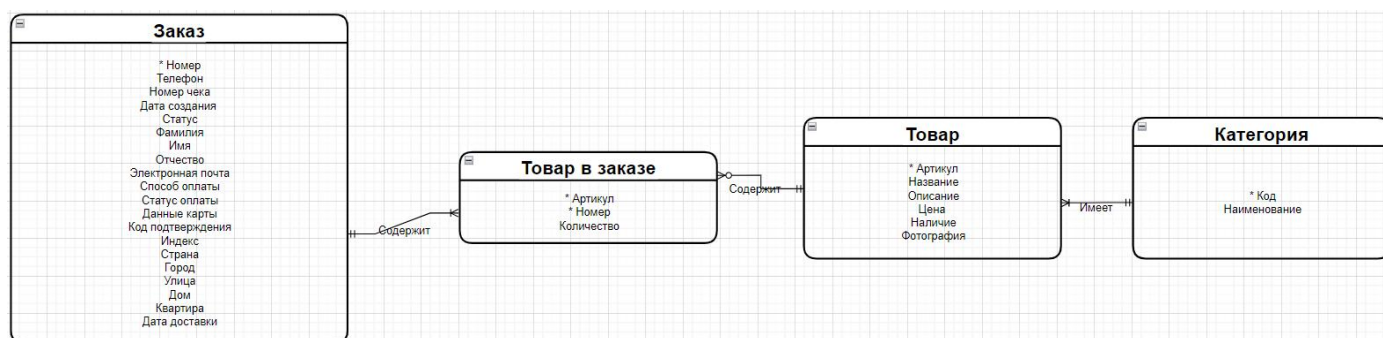 Заказ
* Номер
Телефон
Номер чека
Дата создания
Статус
Фамилия
Имя
Отчество
Электронная почта
Способ оплаты
Статус оплаты
Данные карты
Код подтверждения
Индекс
Страна
Город
Улица
Дом
Квартира
Дата доставки
Содержит
Товар в заказе
* Артикул
* Номер
Количество
Содержит
Товар
* Артикул
Название
Описание
Цена
Наличие
Фотография
Имеет
Категория
* Код
Наименование